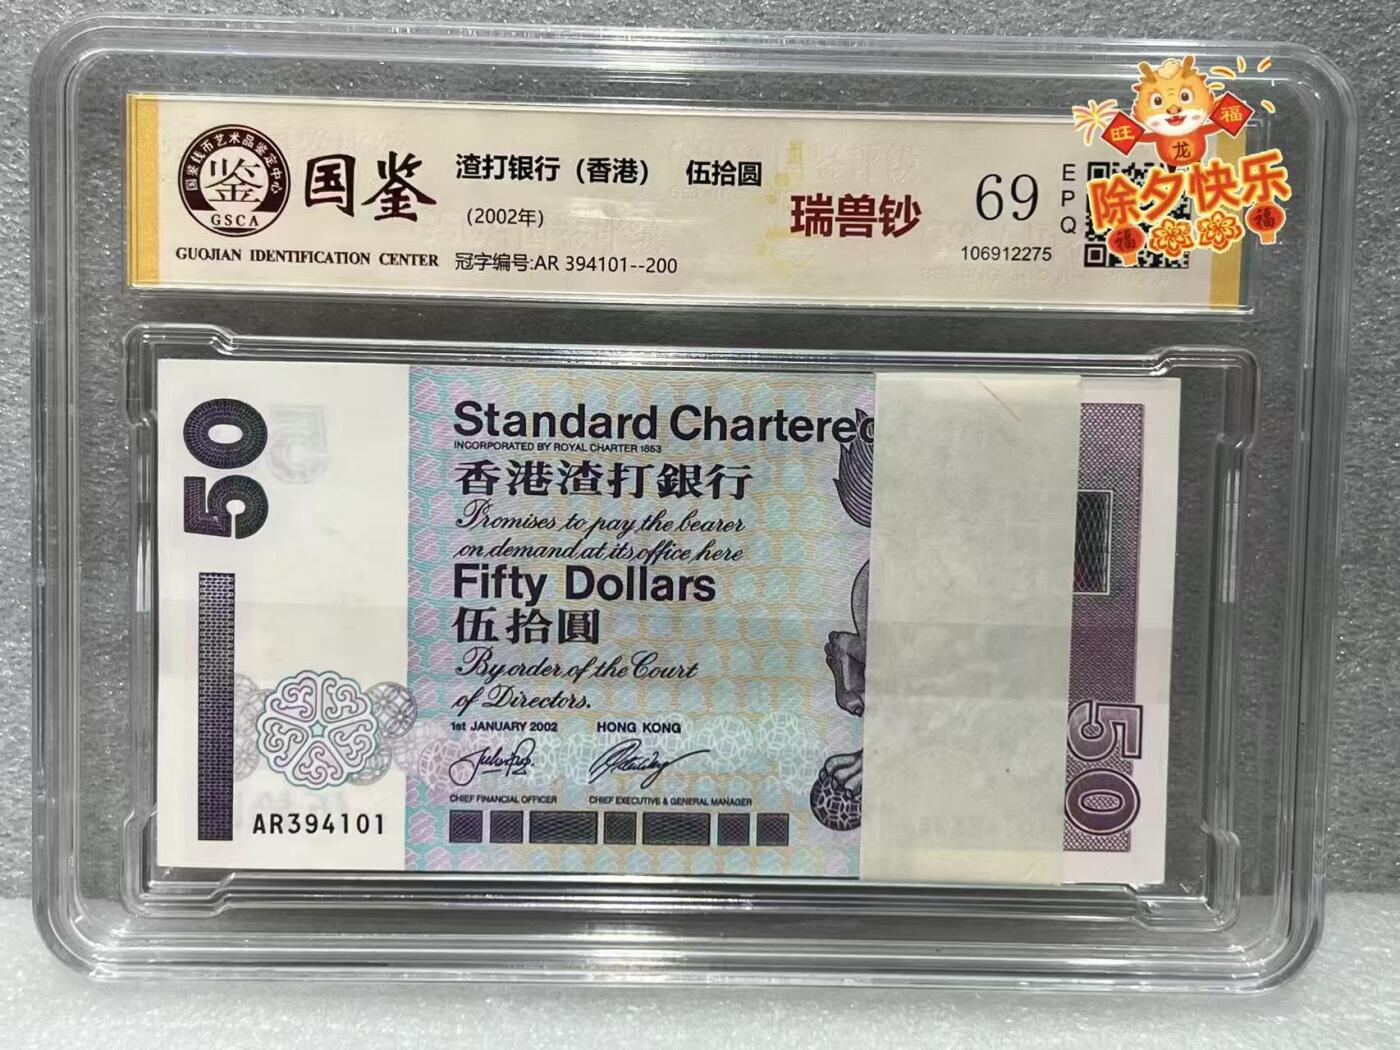 国鉴钱币艺术品鉴定中心
鉴
GSCA
国鉴
GUOJIAN IDENTIFICATION CENTER
渣打银行（香港） 伍拾圆
(2002年)
冠字编号:AR 394101--200
瑞兽钞
69
EPQ
106912275
旺
福
龙
除夕快乐
福
福
50
Standard Chartered
INCORPORATED BY ROYAL CHARTER 1853
香港渣打銀行
Promises to pay the bearer
on demand at its office here
Fifty Dollars
伍拾圓
By order of the Court
of Directors.
1st JANUARY 2002 HONG KONG
CHIEF FINANCIAL OFFICER CHIEF EXECUTIVE & GENERAL MANAGER
AR394101
50